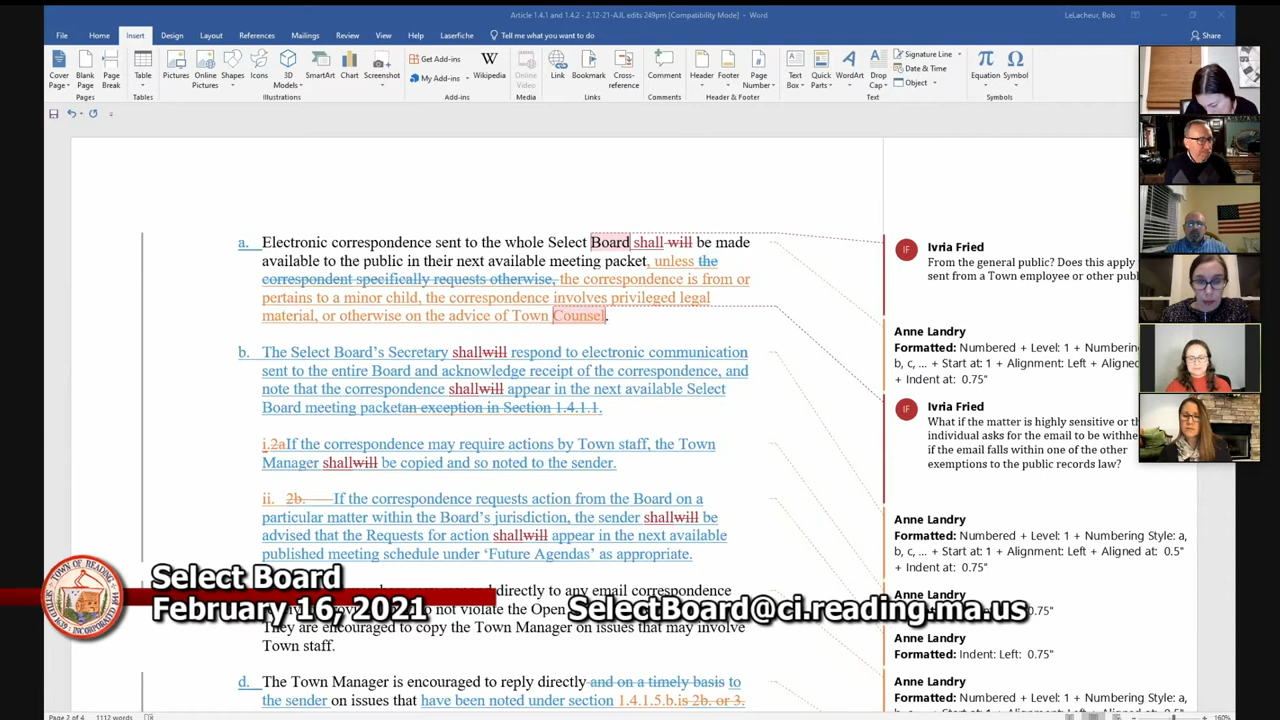 Article 1.4.1 and 1.4.2 - 2.12-21-AJL edits 249pm [Compatibility Mode] - Word
LeLacheur, Bob
File Home Insert Design Layout References Mailings Review View Help Laserfiche Tell me what you want to do Share
Cover Page Blank Page Page Break
Table
Pictures Online Pictures Shapes Icons 3D Models SmartArt Chart Screenshot
Get Add-ins
My Add-ins
Wikipedia
Online Video
Link Bookmark Cross-reference
Comment
Header Footer Page Number
Text Box Quick Parts WordArt Drop Cap
Signature Line
Date & Time
Object
Equation Symbol
Pages Tables Illustrations Add-ins Media Links Comments Header & Footer Text Symbols
a. Electronic correspondence sent to the whole Select Board shall will be made
available to the public in their next available meeting packet, unless the
correspondent specifically requests otherwise, the correspondence is from or
pertains to a minor child, the correspondence involves privileged legal
material, or otherwise on the advice of Town Counsel.
b. The Select Board's Secretary shallwill respond to electronic communication
sent to the entire Board and acknowledge receipt of the correspondence, and
note that the correspondence shallwill appear in the next available Select
Board meeting packetan exception in Section 1.4.1.1.
i.2aIf the correspondence may require actions by Town staff, the Town
Manager shallwill be copied and so noted to the sender.
ii. 2b. If the correspondence requests action from the Board on a
particular matter within the Board's jurisdiction, the sender shallwill be
advised that the Requests for action shallwill appear in the next available
published meeting schedule under 'Future Agendas' as appropriate.
directly to any email correspondence
not violate the Open
They are encouraged to copy the Town Manager on issues that may involve
Town staff.
d. The Town Manager is encouraged to reply directly and on a timely basis to
the sender on issues that have been noted under section 1.4.1.5.b.is 2b. or 3.
IF Ivria Fried
From the general public? Does this apply
sent from a Town employee or other publ
Anne Landry
Formatted: Numbered + Level: 1 + Numbering
b, c, ... + Start at: 1 + Alignment: Left + Aligned
+ Indent at: 0.75"
IF Ivria Fried
What if the matter is highly sensitive or th
individual asks for the email to be withhe
if the email falls within one of the other
exemptions to the public records law?
Anne Landry
Formatted: Numbered + Level: 1 + Numbering Style: a,
b, c, ... + Start at: 1 + Alignment: Left + Aligned at: 0.5"
+ Indent at: 0.75"
Anne Landry
0.75"
Anne Landry
Formatted: Indent: Left: 0.75"
Anne Landry
Formatted: Numbered + Level: 1 + Numbering Style: a,
TOWN OF READING
Select Board
February 16, 2021
SelectBoard@ci.reading.ma.us
Page 2 of 4 1112 words
160%